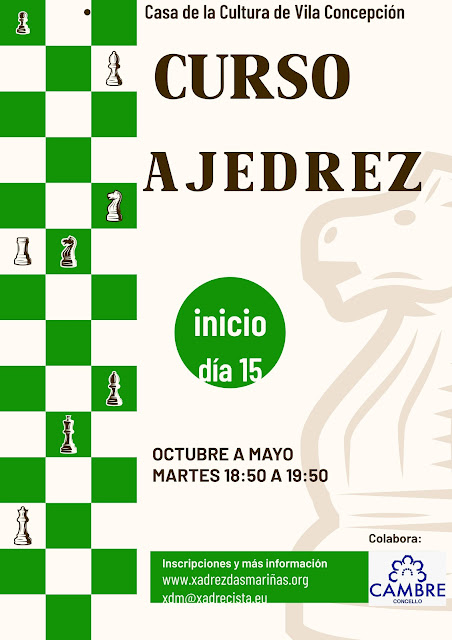 Casa de la Cultura de Vila Concepción
CURSO
AJEDREZ
inicio
día 15
OCTUBRE A MAYO
MARTES 18:50 A 19:50
Colabora:
Inscripciones y más información
www.xadrezdasmariñas.org
xdm@xadrecista.eu
CAMBRE
CONCELLO